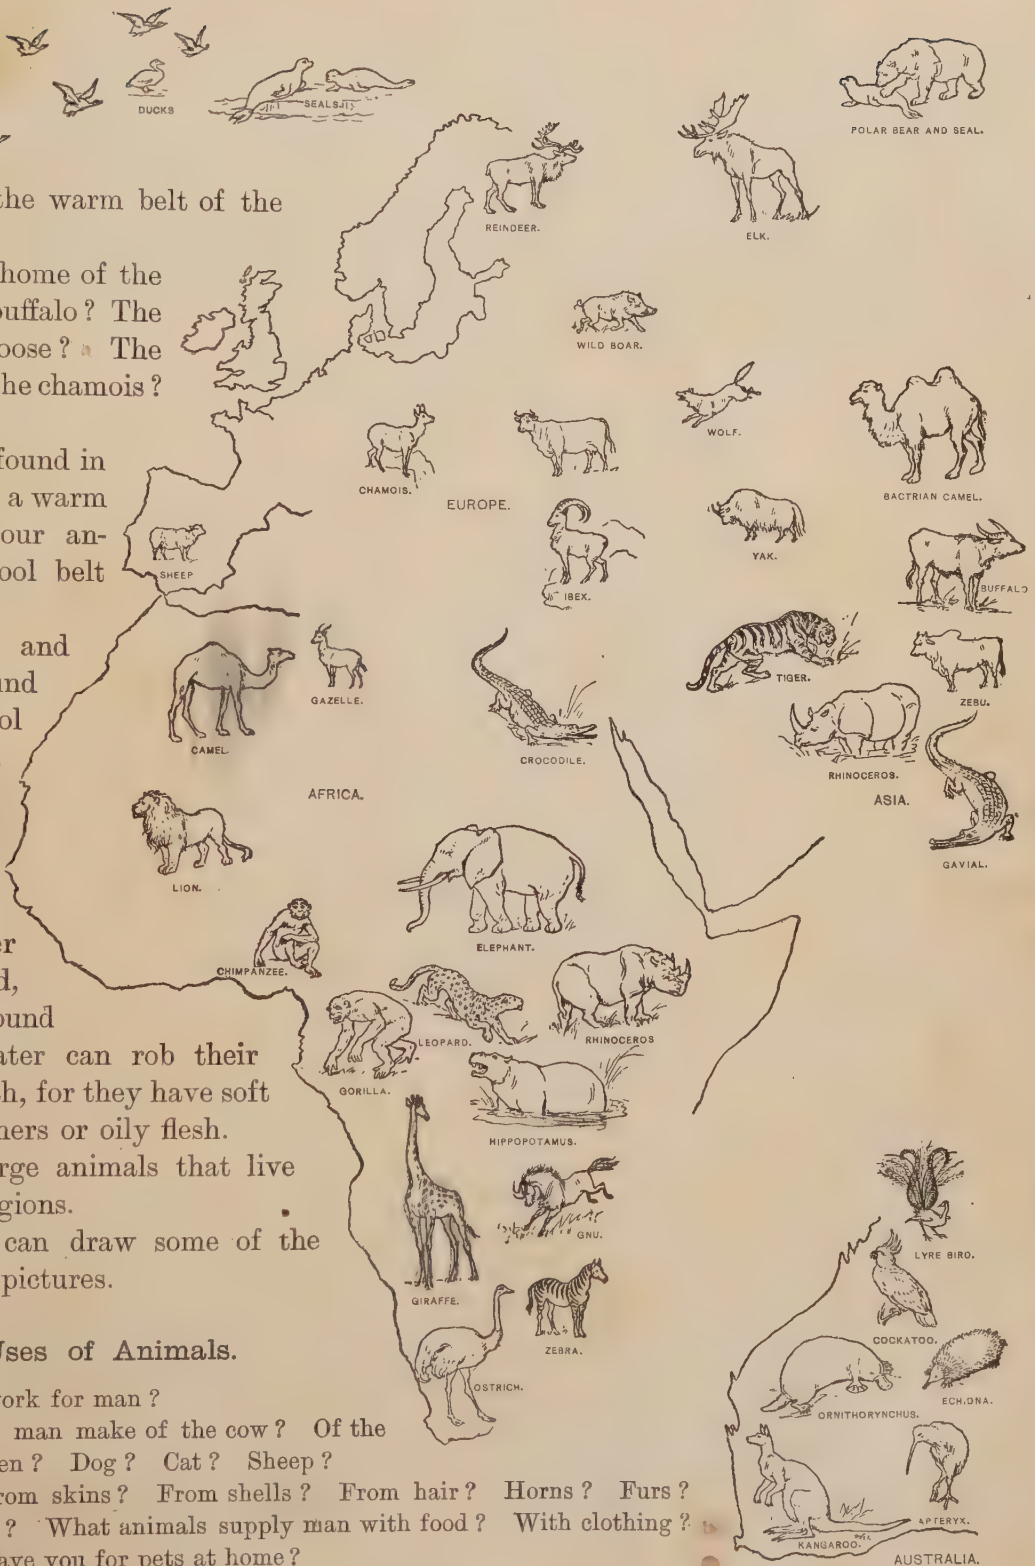 DUCKS
SEALS
POLAR BEAR AND SEAL.
the warm belt of the
REINDEER.
ELK.
home of the
buffalo ? The
oose ? The
he chamois ?
WILD BOAR.
WOLF.
CHAMOIS.
EUROPE.
BACTRIAN CAMEL.
found in
a warm
our an-
ool belt
SHEEP
IBEX.
YAK.
BUFFALO
and
und
ol
GAZELLE.
CAMEL.
CROCODILE.
TIGER.
ZEBU.
RHINOCEROS.
AFRICA.
ASIA.
GAVIAL.
LION.
ELEPHANT.
CHIMPANZEE.
er
d,
ound
LEOPARD.
RHINOCEROS
ater can rob their
GORILLA.
h, for they have soft
hers or oily flesh.
HIPPOPOTAMUS.
rge animals that live
gions.
GNU.
can draw some of the
pictures.
LYRE BIRD.
GIRAFFE.
ZEBRA.
COCKATOO.
Uses of Animals.
OSTRICH.
ECHIDNA.
ORNITHORYNCHUS.
work for man ?
man make of the cow ? Of the
en ? Dog ? Cat ? Sheep ?
rom skins ? From shells ? From hair ? Horns ? Furs ?
? What animals supply man with food ? With clothing ?
ave you for pets at home ?
APTERYX.
KANGAROO.
AUSTRALIA.